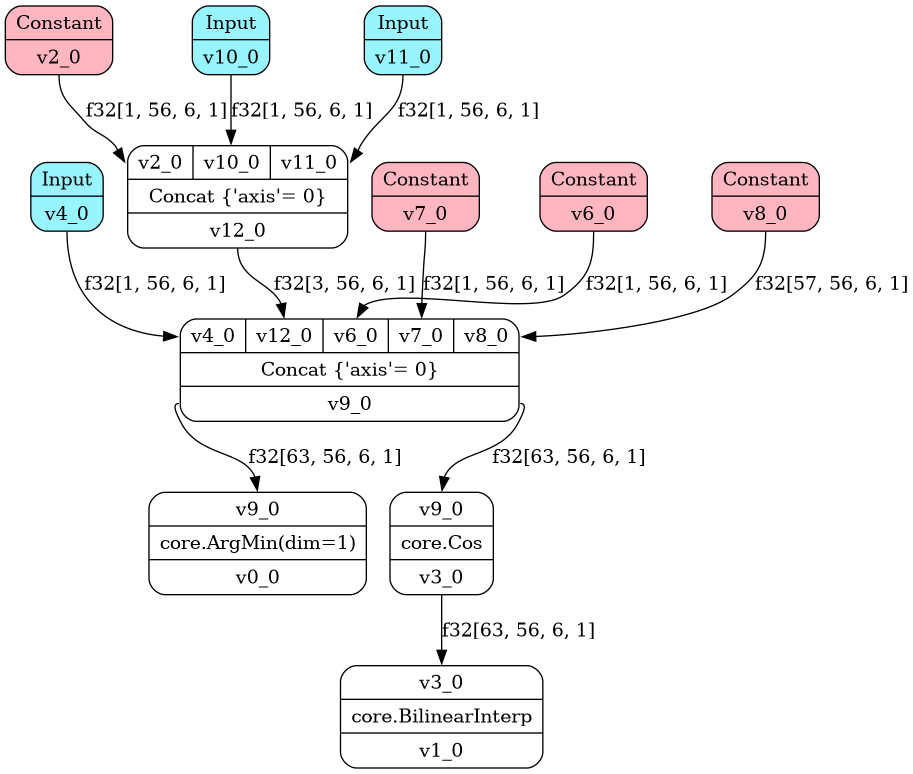 Constant
v2_0
Input
v10_0
Input
v11_0
f32[1, 56, 6, 1]
f32[1, 56, 6, 1]
f32[1, 56, 6, 1]
v2_0 v10_0 v11_0
Concat {'axis'= 0}
v12_0
Input
v4_0
Constant
v7_0
Constant
v6_0
Constant
v8_0
f32[1, 56, 6, 1]
f32[3, 56, 6, 1]
f32[1, 56, 6, 1]
f32[1, 56, 6, 1]
f32[57, 56, 6, 1]
v4_0 v12_0 v6_0 v7_0 v8_0
Concat {'axis'= 0}
v9_0
f32[63, 56, 6, 1]
f32[63, 56, 6, 1]
v9_0
core.ArgMin(dim=1)
v0_0
v9_0
core.Cos
v3_0
f32[63, 56, 6, 1]
v3_0
core.BilinearInterp
v1_0